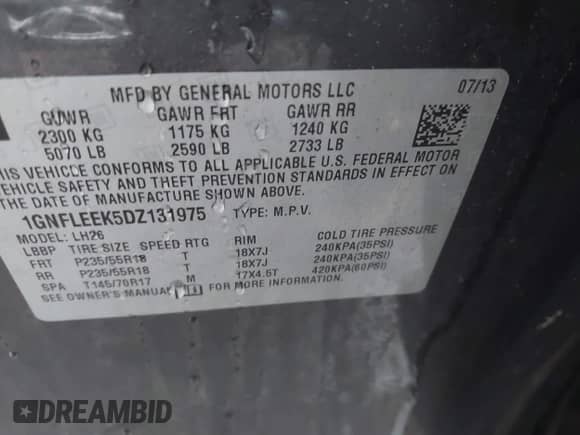 MFD BY GENERAL MOTORS LLC 07/13
GVWR GAWR FRT GAWR RR
2300 KG 1175 KG 1240 KG
5070 LB 2590 LB 2733 LB
THIS VEHICLE CONFORMS TO ALL APPLICABLE U.S. FEDERAL MOTOR
VEHICLE SAFETY AND THEFT PREVENTION STANDARDS IN EFFECT ON
THE DATE OF MANUFACTURE SHOWN ABOVE.
1GNFLEEK5DZ131975 TYPE: M.P.V.
MODEL: LH26
LBBP TIRE SIZE SPEED RTG RIM COLD TIRE PRESSURE
FRT P235/55R18 T 18X7J 240KPA(35PSI)
RR P235/55R18 T 18X7J 240KPA(35PSI)
SPA T145/70R17 M 17X4.5T 420KPA(60PSI)
SEE OWNER'S MANUAL FOR MORE INFORMATION.
DREAMBID